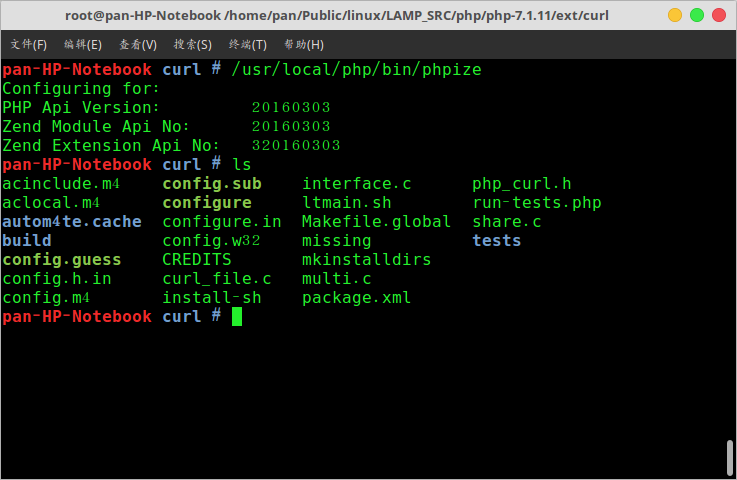 root@pan-HP-Notebook /home/pan/Public/linux/LAMP_SRC/php/php-7.1.11/ext/curl
文件(F) 编辑(E) 查看(V) 搜索(S) 终端(T) 帮助(H)
pan-HP-Notebook curl # /usr/local/php/bin/phpize
Configuring for:
PHP Api Version: 20160303
Zend Module Api No: 20160303
Zend Extension Api No: 320160303
pan-HP-Notebook curl # ls
acinclude.m4 config.sub interface.c php_curl.h
aclocal.m4 configure ltmain.sh run-tests.php
autom4te.cache configure.in Makefile.global share.c
build config.w32 missing tests
config.guess CREDITS mkinstalldirs
config.h.in curl_file.c multi.c
config.m4 install-sh package.xml
pan-HP-Notebook curl #